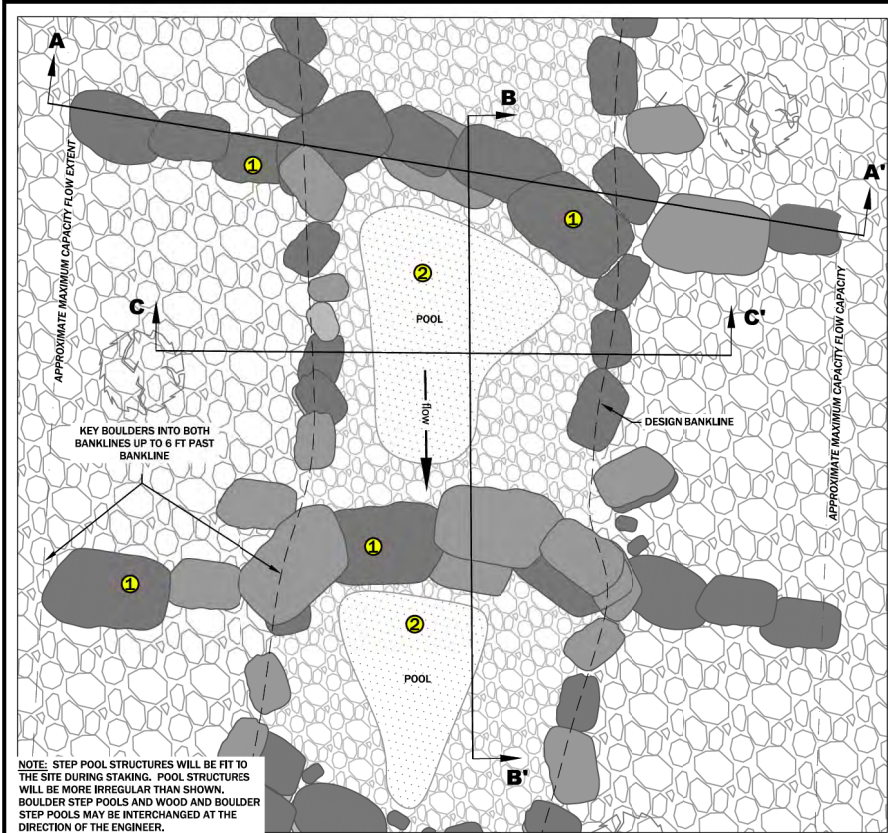 A
B
1
APPROXIMATE MAXIMUM CAPACITY FLOW EXTENT
A'
1
2
POOL
C
C'
flow
DESIGN BANKLINE
KEY BOULDERS INTO BOTH
BANKLINES UP TO 6 FT PAST
BANKLINE
APPROXIMATE MAXIMUM CAPACITY FLOW CAPACITY
1
1
2
POOL
B'
NOTE: STEP POOL STRUCTURES WILL BE FIT TO
THE SITE DURING STAKING. POOL STRUCTURES
WILL BE MORE IRREGULAR THAN SHOWN.
BOULDER STEP POOLS AND WOOD AND BOULDER
STEP POOLS MAY BE INTERCHANGED AT THE
DIRECTION OF THE ENGINEER.